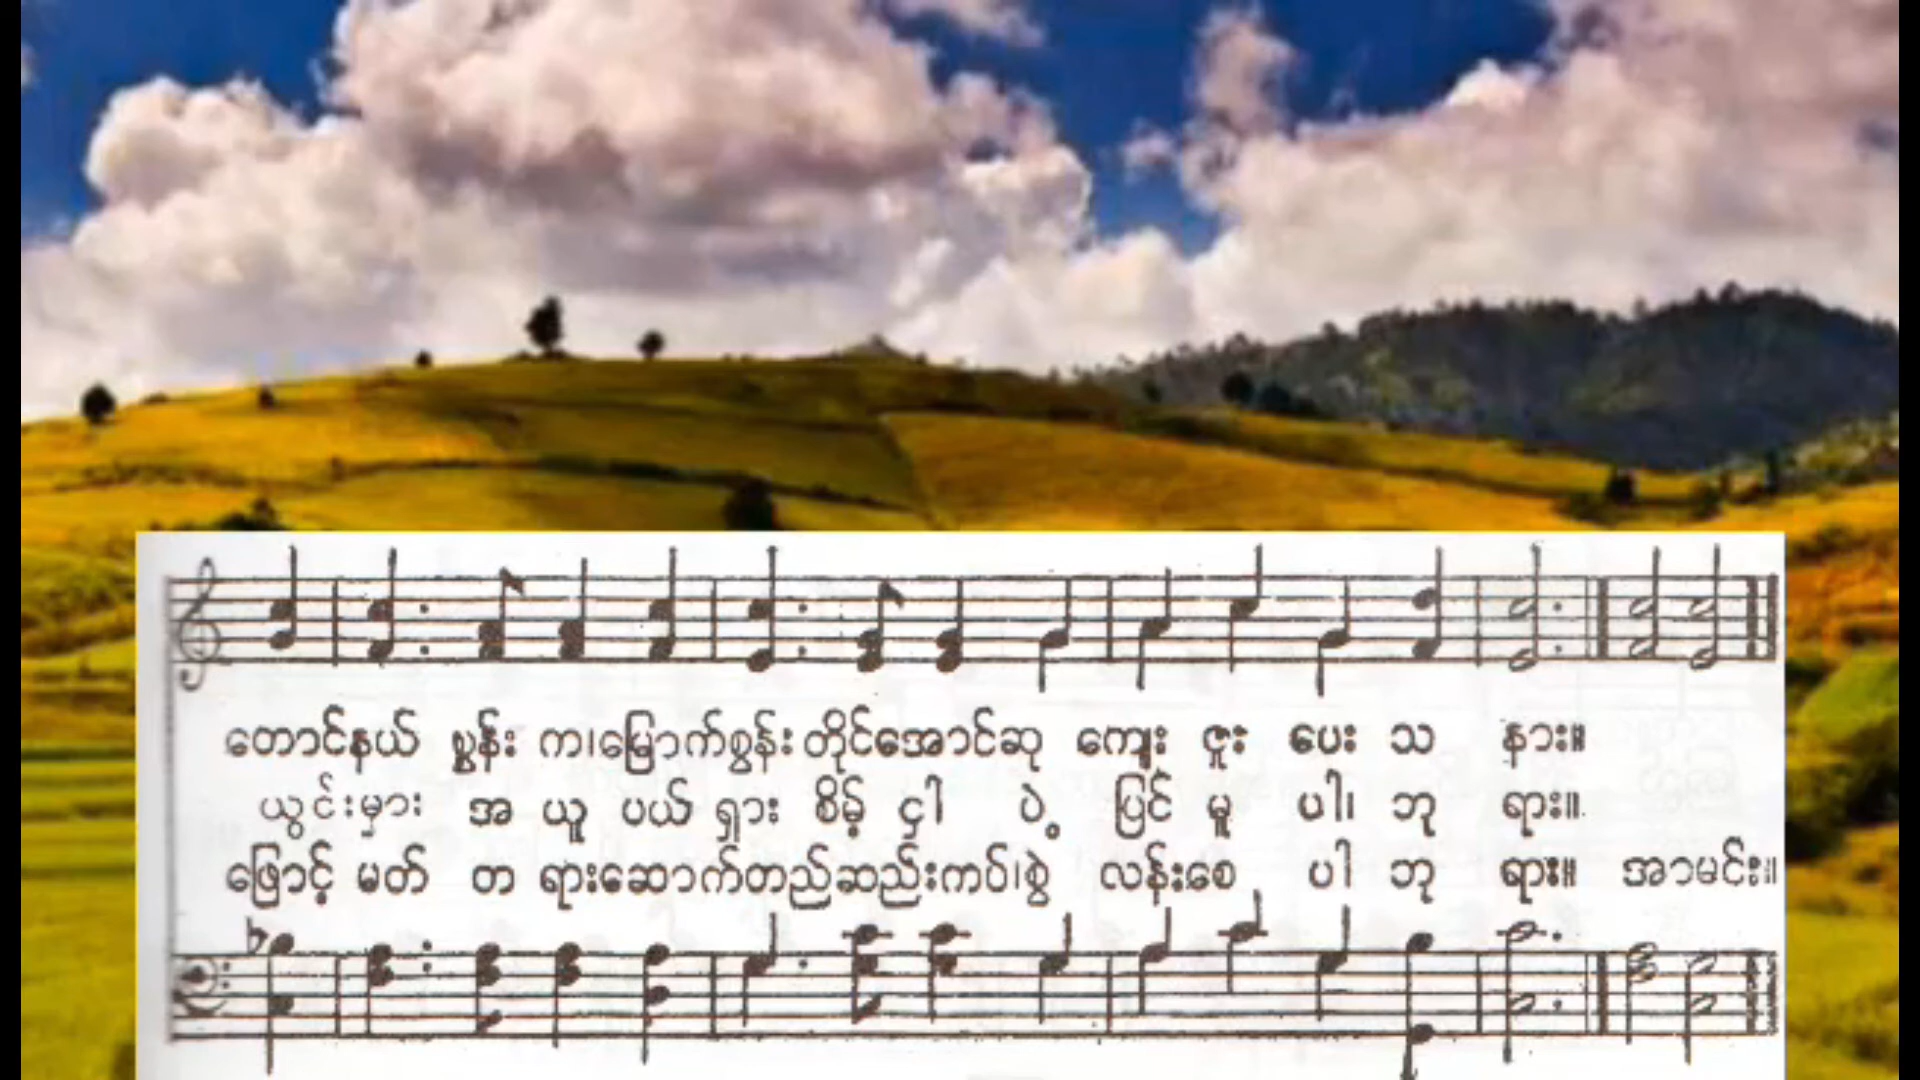 တောင်နယ် စွန်း က၊မြောက်စွန်း တိုင်အောင်ဆု ကျေး ဇူး ပေး သ နား။
ယွင်းမှား အ ယူ ပယ် ရှား စိမ့် ငှါ ပဲ့ ပြင် မူ ပါ၊ ဘု ရား။
ဖြောင့် မတ် တ ရားဆောက်တည်ဆည်းကပ်၊စွဲ လန်းစေ ပါ ဘု ရား။ အာမင်း။